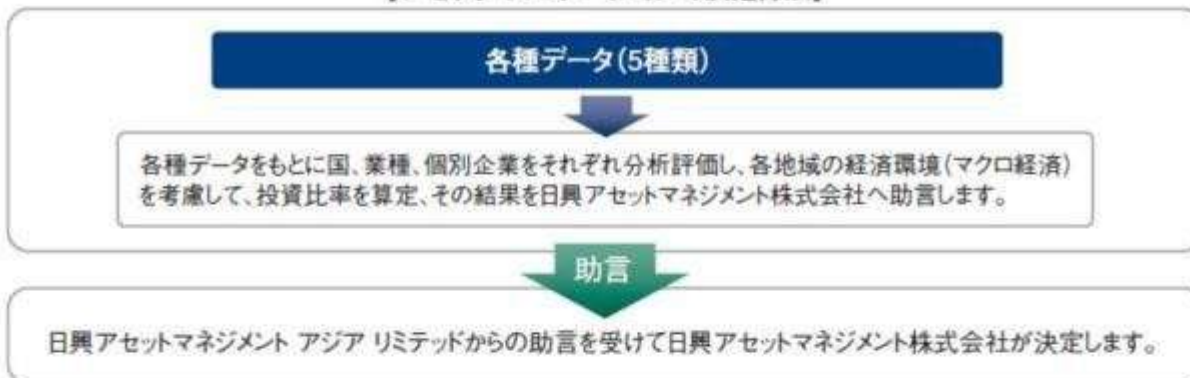 各種データ(5種類)
各種データをもとに国、業種、個別企業をそれぞれ分析評価し、各地域の経済環境(マクロ経済)
を考慮して、投資比率を算定、その結果を日興アセットマネジメント株式会社へ助言します。
助言
日興アセットマネジメント アジア リミテッドからの助言を受けて日興アセットマネジメント株式会社が決定します。